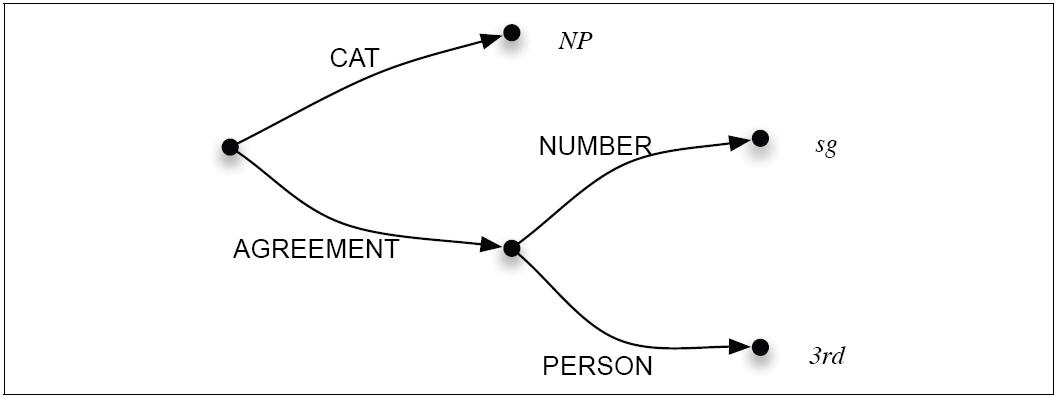 CAT
NP
NUMBER
sg
AGREEMENT
PERSON
3rd